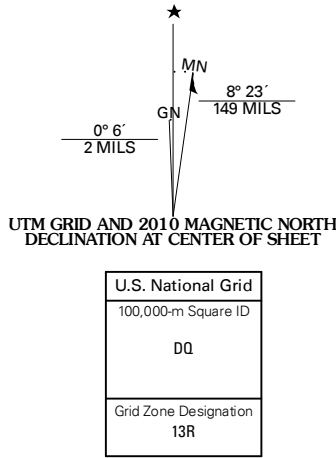 MN
GN
8° 23´
149 MILS
0° 6´
2 MILS
UTM GRID AND 2010 MAGNETIC NORTH
DECLINATION AT CENTER OF SHEET
U.S. National Grid
100,000-m Square ID
DQ
Grid Zone Designation
13R